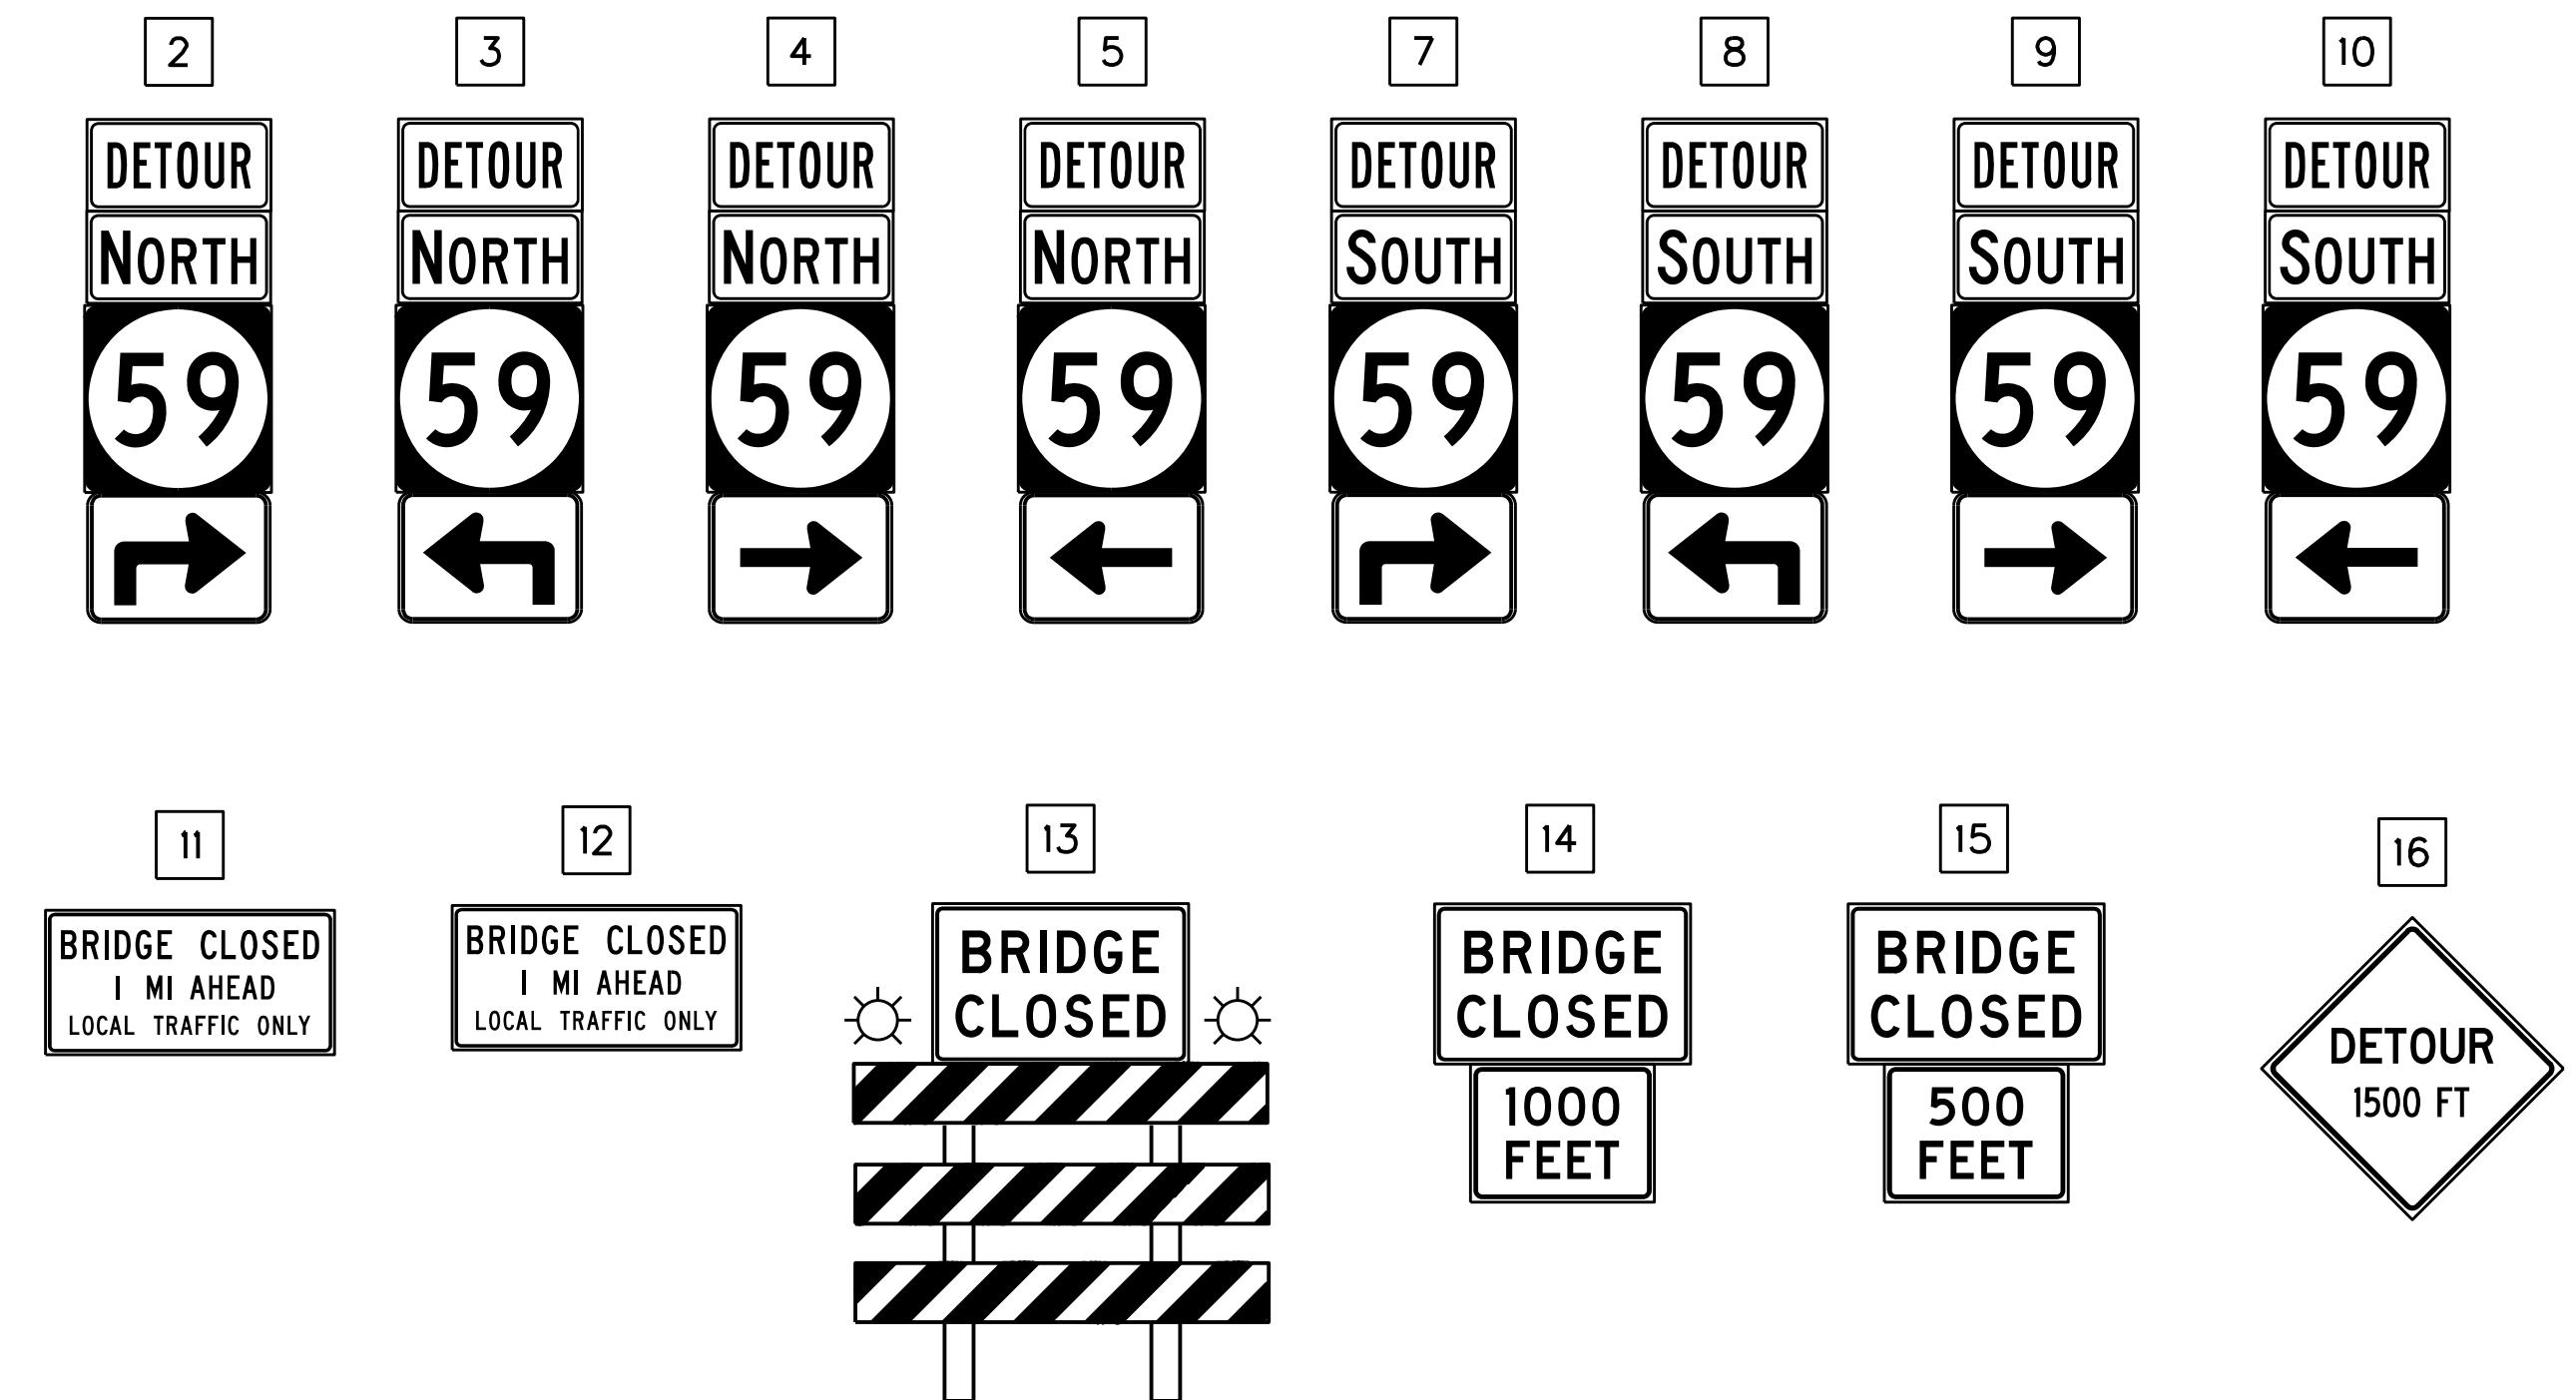 2 3 4 5 7 8 9 10
DETOUR DETOUR DETOUR DETOUR DETOUR DETOUR DETOUR DETOUR
NORTH NORTH NORTH NORTH SOUTH SOUTH SOUTH SOUTH
59 59 59 59 59 59 59 59
11
BRIDGE CLOSED
1 MI AHEAD
LOCAL TRAFFIC ONLY
12
BRIDGE CLOSED
1 MI AHEAD
LOCAL TRAFFIC ONLY
13
BRIDGE
CLOSED
14
BRIDGE
CLOSED
1000
FEET
15
BRIDGE
CLOSED
500
FEET
16
DETOUR
1500 FT